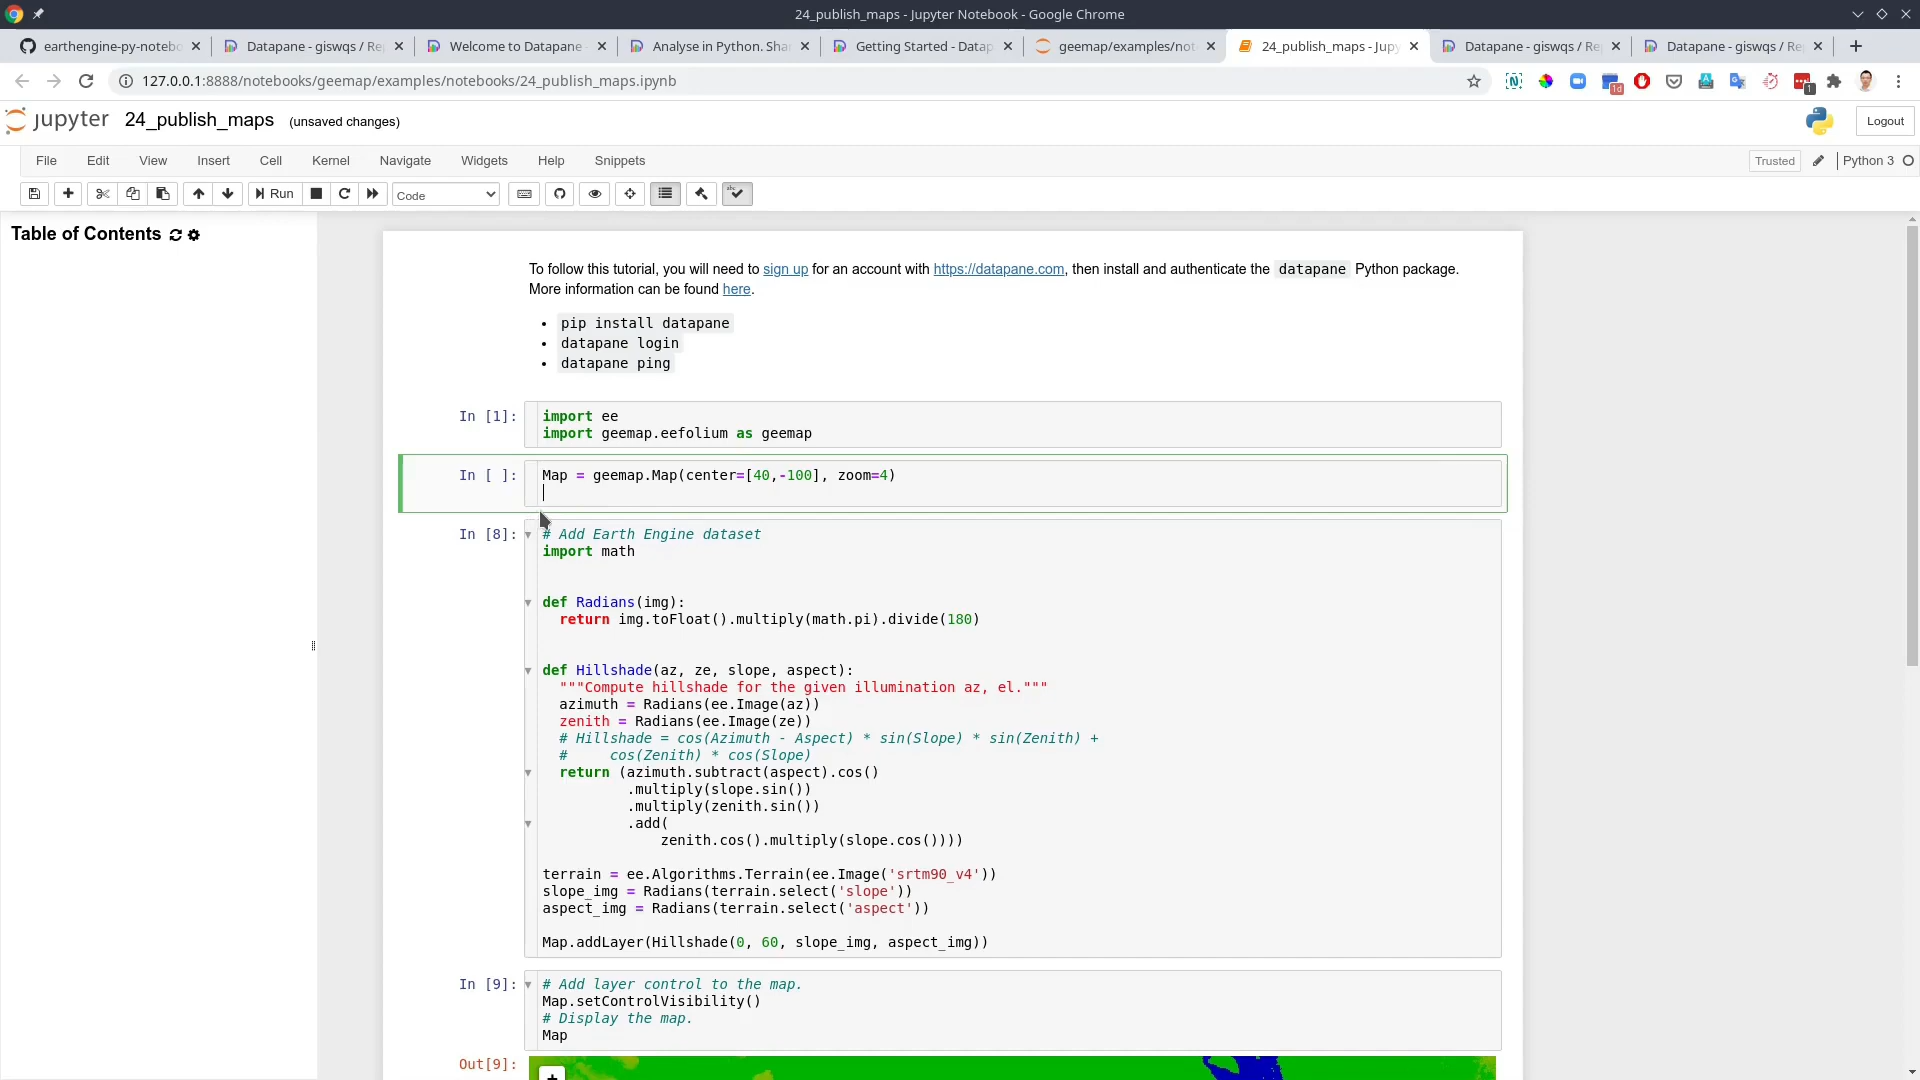 24_publish_maps - Jupyter Notebook - Google Chrome
earthengine-py-notebo
Datapane - giswqs / Re
Welcome to Datapane
Analyse in Python. Sha
Getting Started - Datap
geemap/examples/not
24_publish_maps - Jupy
Datapane - giswqs / Re
Datapane - giswqs / Re
127.0.0.1:8888/notebooks/geemap/examples/notebooks/24_publish_maps.ipynb
1d
1
jupyter 24_publish_maps (unsaved changes)
Logout
File Edit View Insert Cell Kernel Navigate Widgets Help Snippets
Trusted
Python 3
Run
Code
abc
Table of Contents
To follow this tutorial, you will need to sign up for an account with https://datapane.com, then install and authenticate the datapane Python package.
More information can be found here.
• pip install datapane
• datapane login
• datapane ping
In [1]:
import ee
import geemap.eefolium as geemap
In [ ]:
Map = geemap.Map(center=[40,-100], zoom=4)
In [8]:
# Add Earth Engine dataset
import math
def Radians(img):
return img.toFloat().multiply(math.pi).divide(180)
def Hillshade(az, ze, slope, aspect):
"""Compute hillshade for the given illumination az, el."""
azimuth = Radians(ee.Image(az))
zenith = Radians(ee.Image(ze))
# Hillshade = cos(Azimuth - Aspect) * sin(Slope) * sin(Zenith) +
#     cos(Zenith) * cos(Slope)
return (azimuth.subtract(aspect).cos()
.multiply(slope.sin())
.multiply(zenith.sin())
.add(
zenith.cos().multiply(slope.cos())))
terrain = ee.Algorithms.Terrain(ee.Image('srtm90_v4'))
slope_img = Radians(terrain.select('slope'))
aspect_img = Radians(terrain.select('aspect'))
Map.addLayer(Hillshade(0, 60, slope_img, aspect_img))
In [9]:
# Add layer control to the map.
Map.setControlVisibility()
# Display the map.
Map
Out[9]:
+